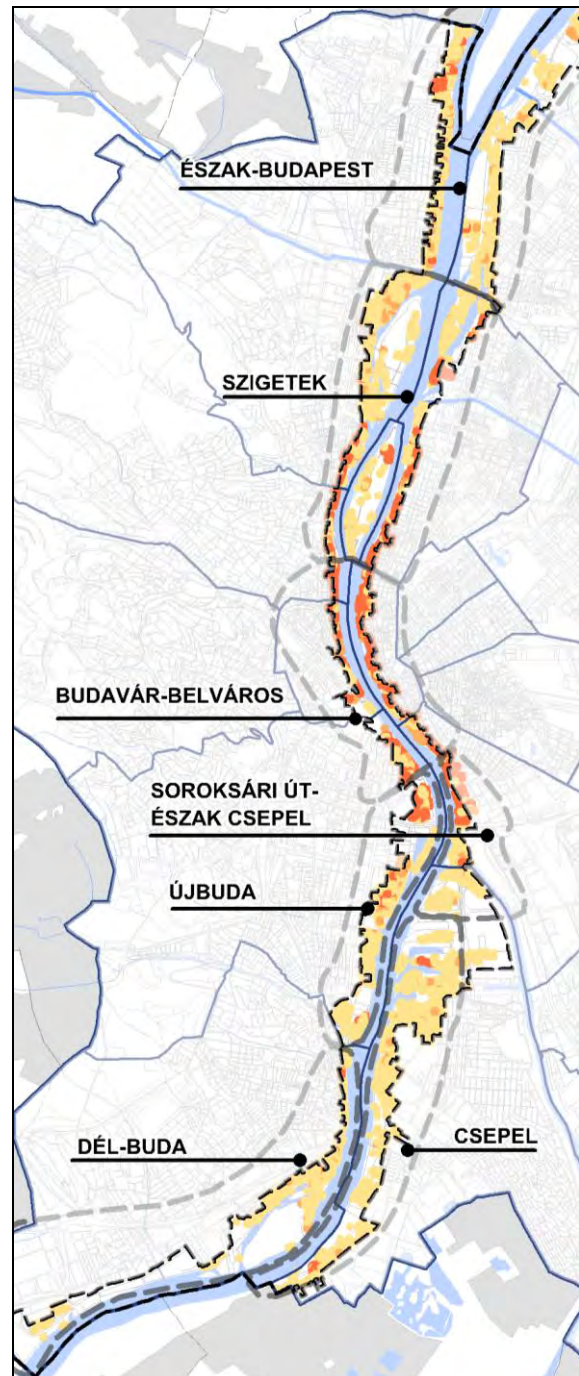 ÉSZAK-BUDAPEST
SZIGETEK
BUDAVÁR-BELVÁROS
SOROKSÁRI ÚT-
ÉSZAK CSEPEL
ÚJBUDA
DÉL-BUDA
CSEPEL